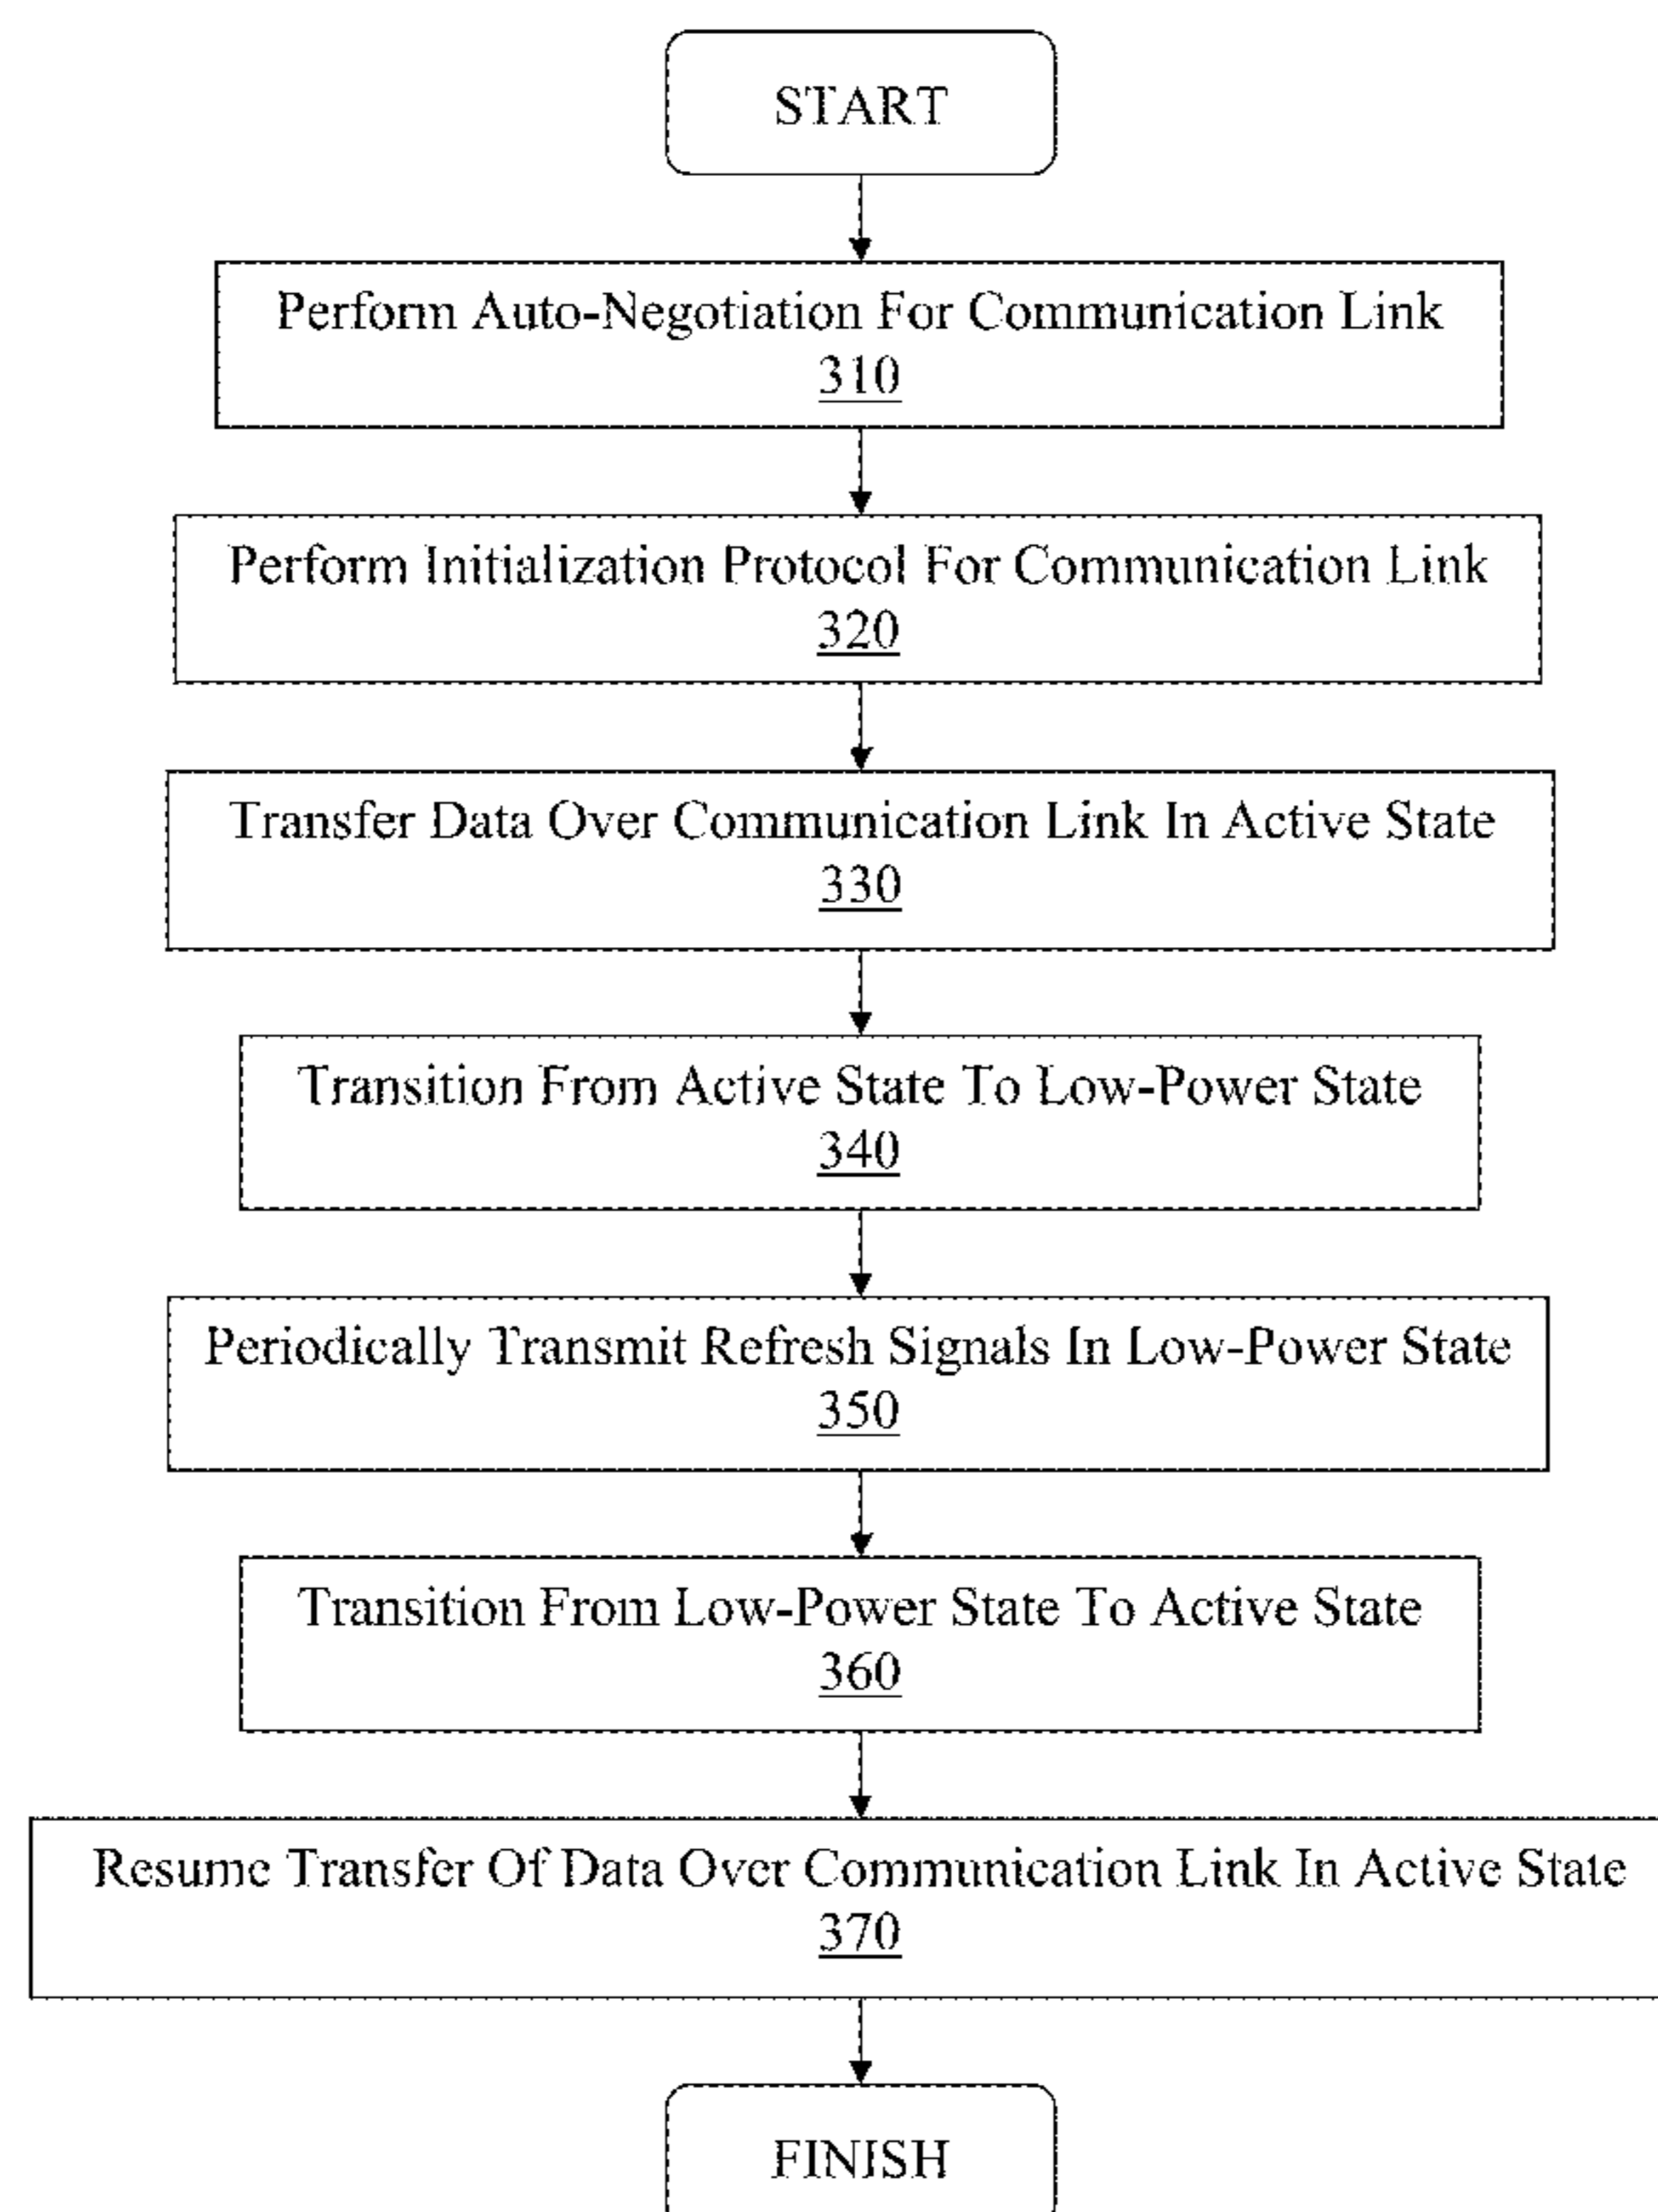 START
Perform Auto-Negotiation For Communication Link
310
Perform Initialization Protocol For Communication Link
320
Transfer Data Over Communication Link In Active State
330
Transition From Active State To Low-Power State
340
Periodically Transmit Refresh Signals In Low-Power State
350
Transition From Low-Power State To Active State
360
Resume Transfer Of Data Over Communication Link In Active State
370
FINISH